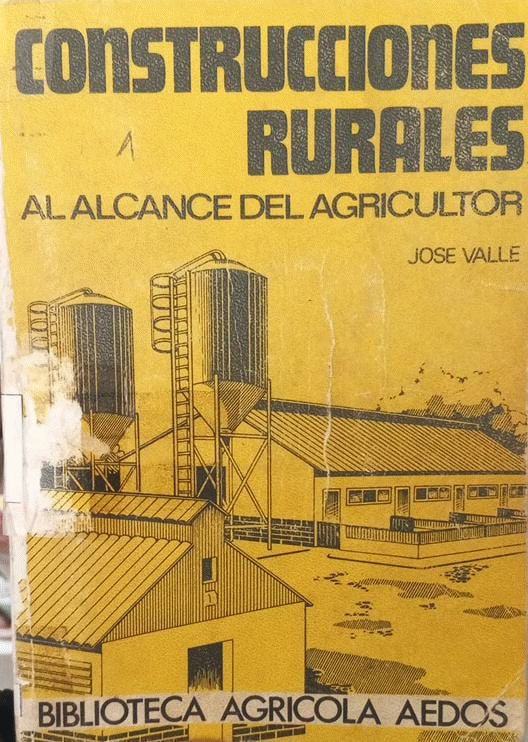 CONSTRUCCIONES
RURALES
AL ALCANCE DEL AGRICULTOR
JOSE VALLE
BIBLIOTECA AGRICOLA AEDOS